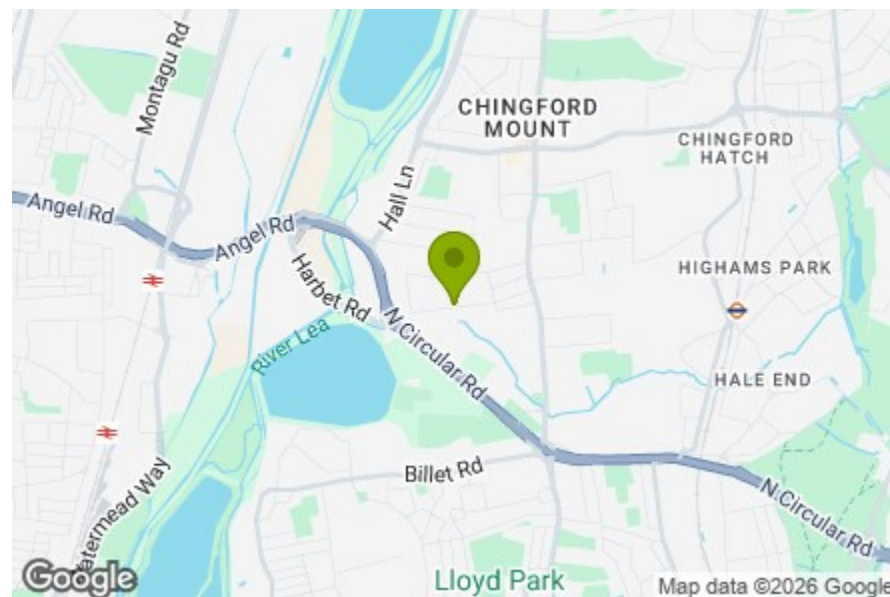 Montagu Rd
CHINGFORD
MOUNT
CHINGFORD
HATCH
Hall Ln
Angel Rd
Angel Rd
Harbet Rd
HIGHAMS PARK
River Lea
N Circular Rd
HALE END
Billet Rd
N Circular Rd
Watermead Way
Lloyd Park
Google
Map data ©2026 Google